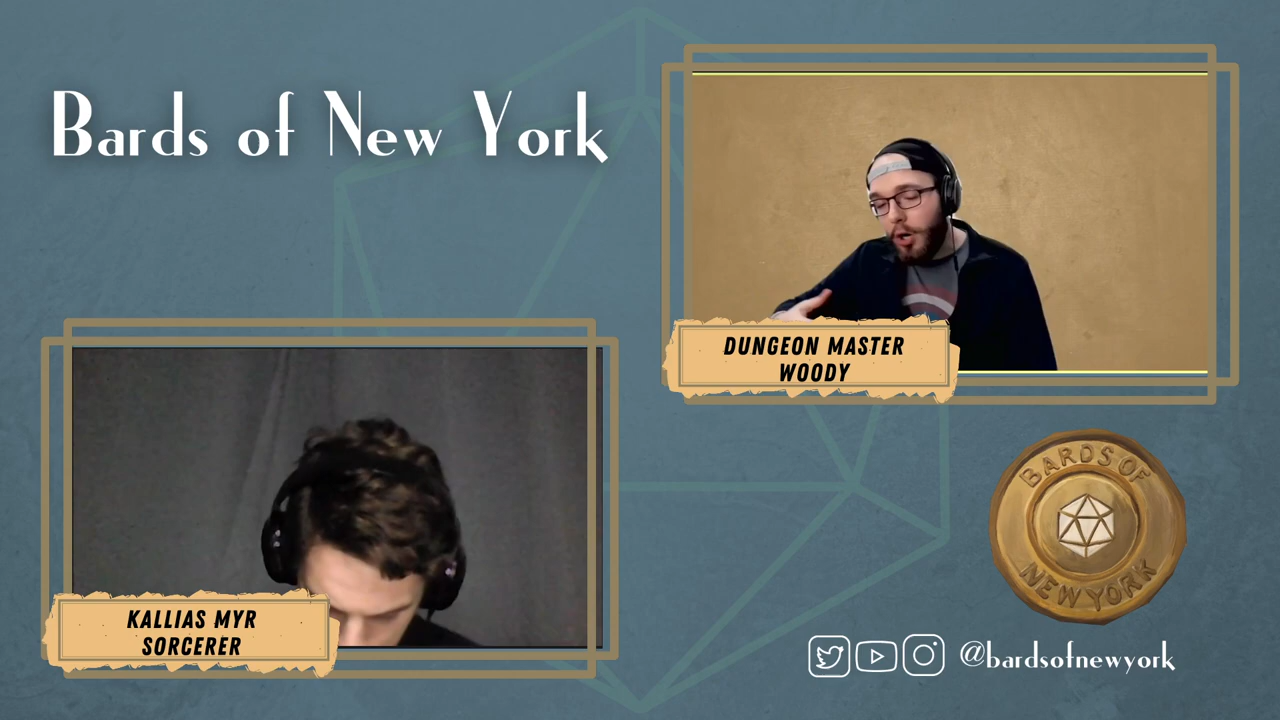 Bards of New York
DUNGEON MASTER
WOODY
KALLIAS MYR
SORCERER
BARDS OF
NEW YORK
@bardsofnewyork